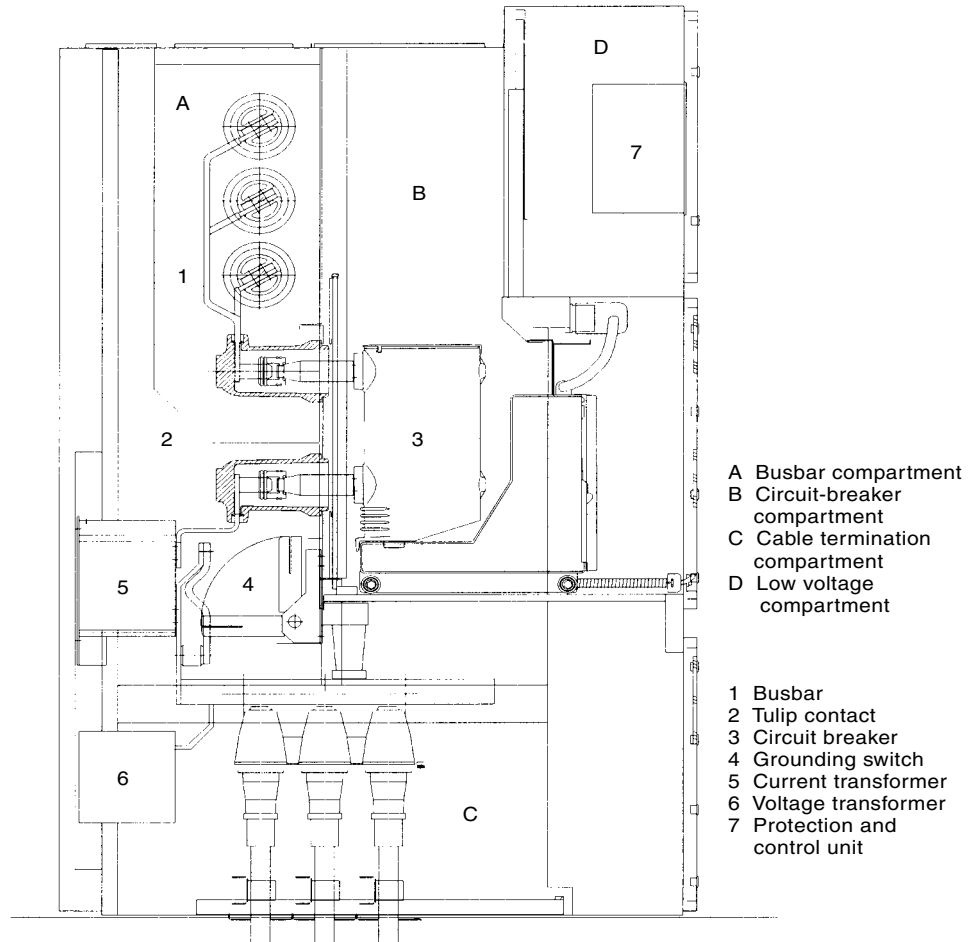 D
A
7
B
1
2
3
5
4
6
C
A Busbar compartment
B Circuit-breaker
compartment
C Cable termination
compartment
D Low voltage
compartment
1 Busbar
2 Tulip contact
3 Circuit breaker
4 Grounding switch
5 Current transformer
6 Voltage transformer
7 Protection and
control unit